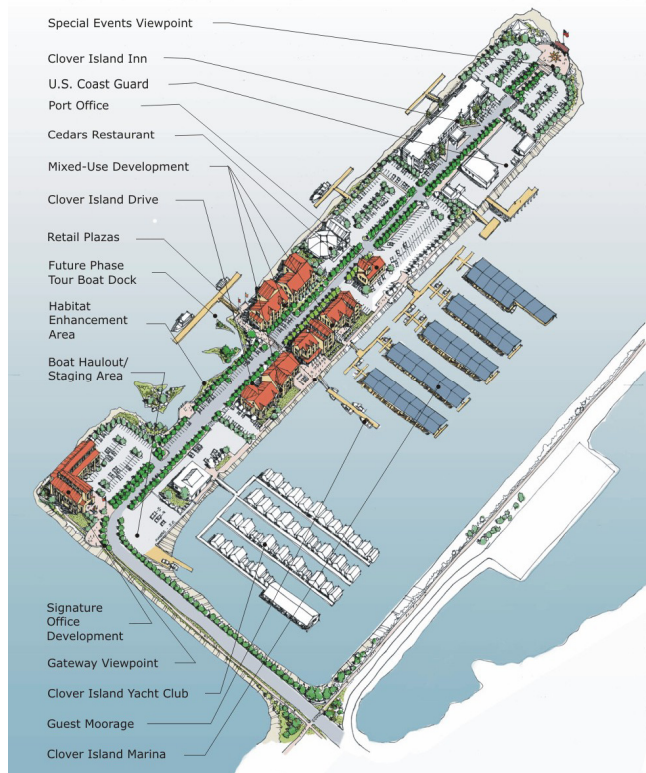 Special Events Viewpoint
Clover Island Inn
U.S. Coast Guard
Port Office
Cedars Restaurant
Mixed-Use Development
Clover Island Drive
Retail Plazas
Future Phase
Tour Boat Dock
Habitat
Enhancement
Area
Boat Haulout/
Staging Area
Signature
Office
Development
Gateway Viewpoint
Clover Island Yacht Club
Guest Moorage
Clover Island Marina